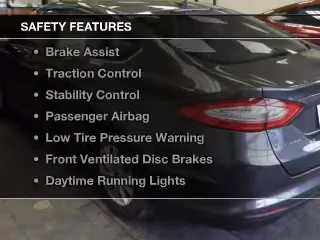 SAFETY FEATURES
• Brake Assist
• Traction Control
• Stability Control
• Passenger Airbag
• Low Tire Pressure Warning
• Front Ventilated Disc Brakes
• Daytime Running Lights